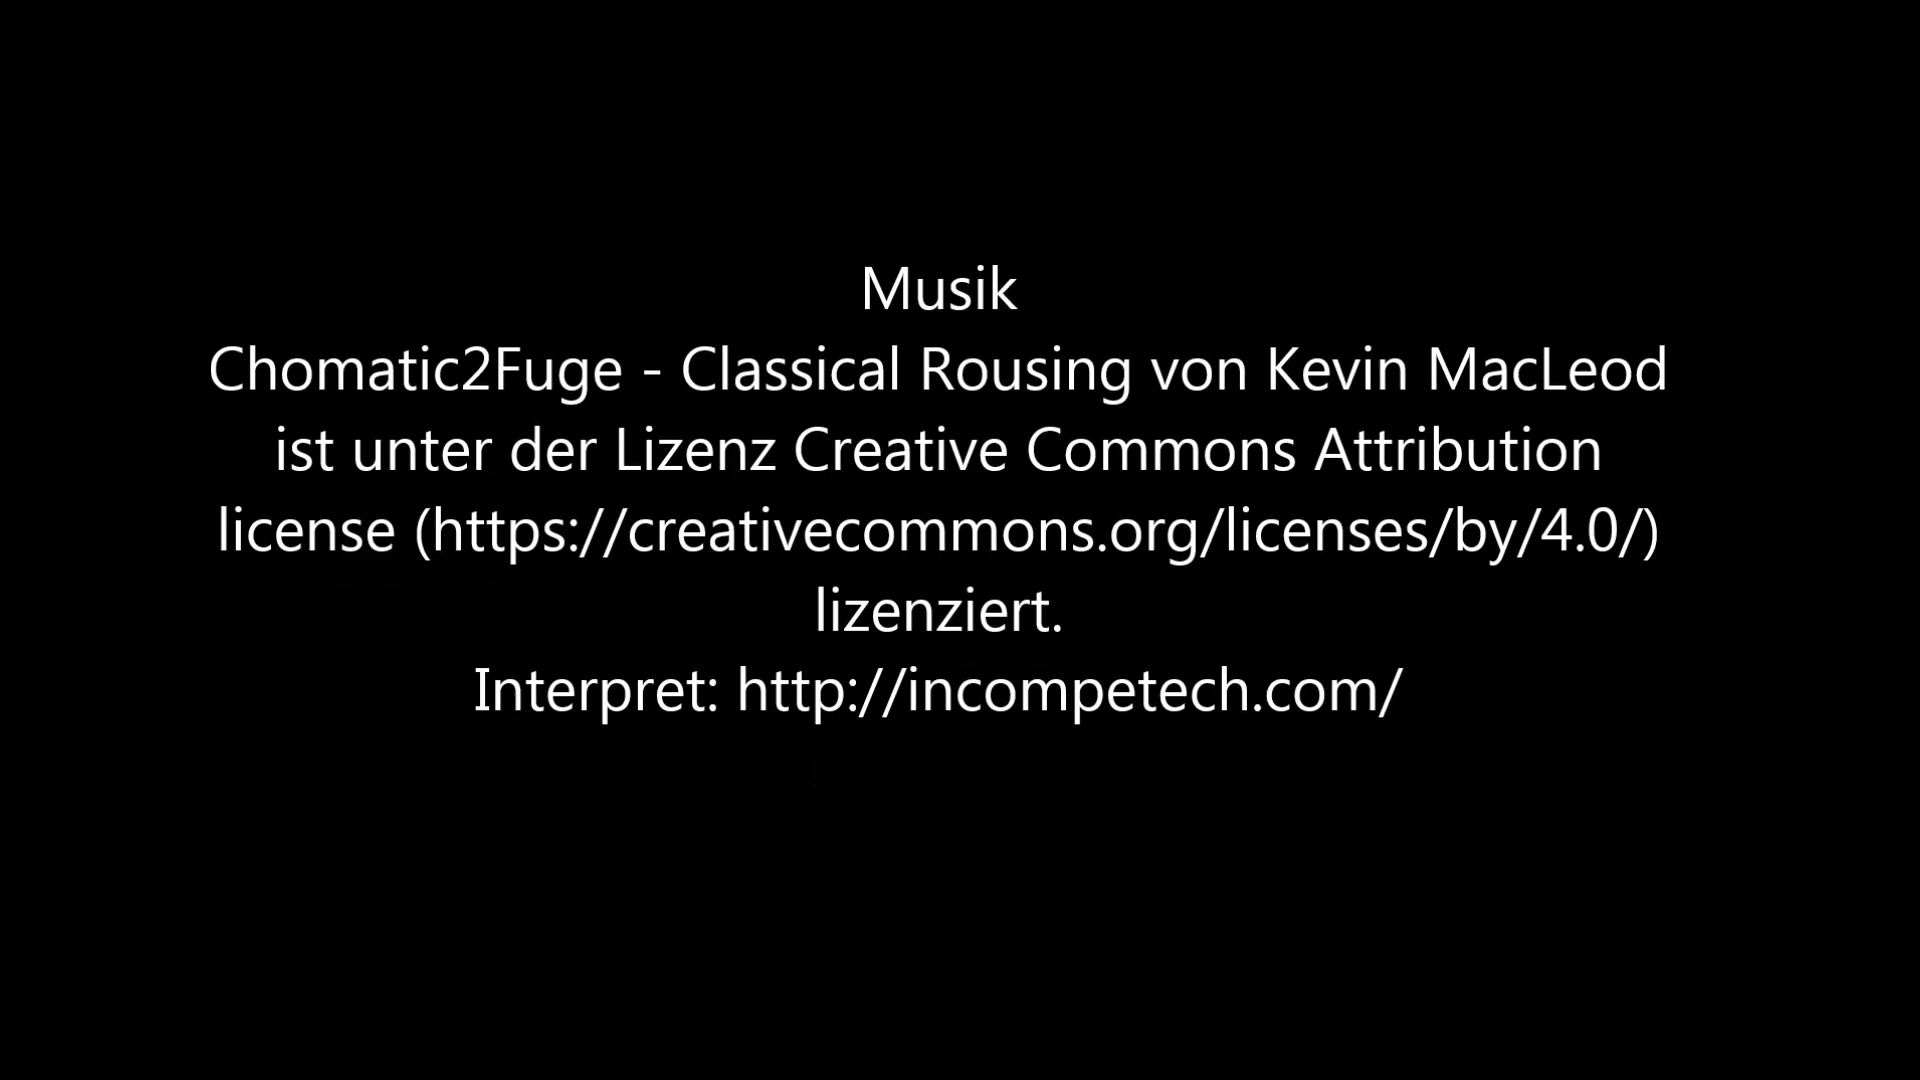 Musik
Chomatic2Fuge - Classical Rousing von Kevin MacLeod
ist unter der Lizenz Creative Commons Attribution
license (https://creativecommons.org/licenses/by/4.0/)
lizenziert.
Interpret: http://incompetech.com/